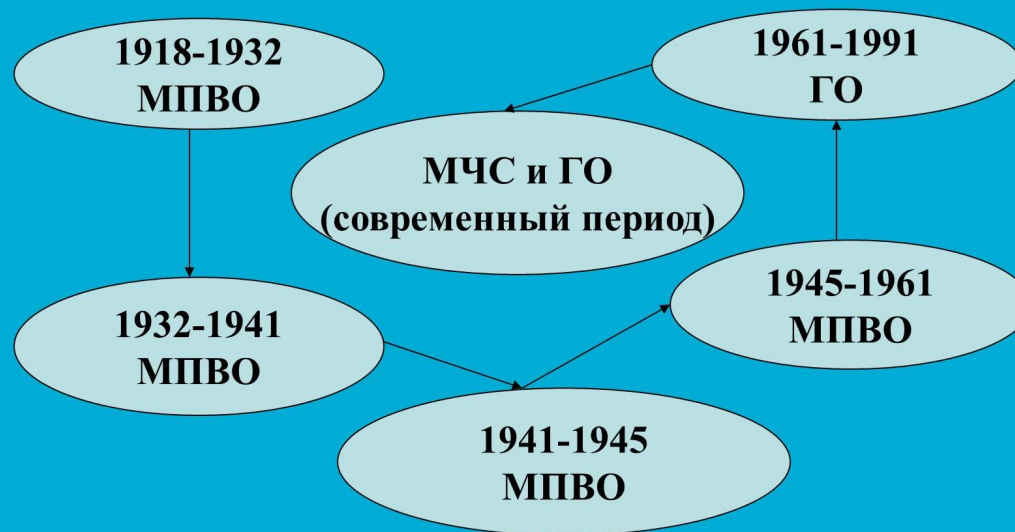 1918-1932
МПВО
1932-1941
МПВО
1941-1945
МПВО
1945-1961
МПВО
1961-1991
ГО
МЧС и ГО
(современный период)